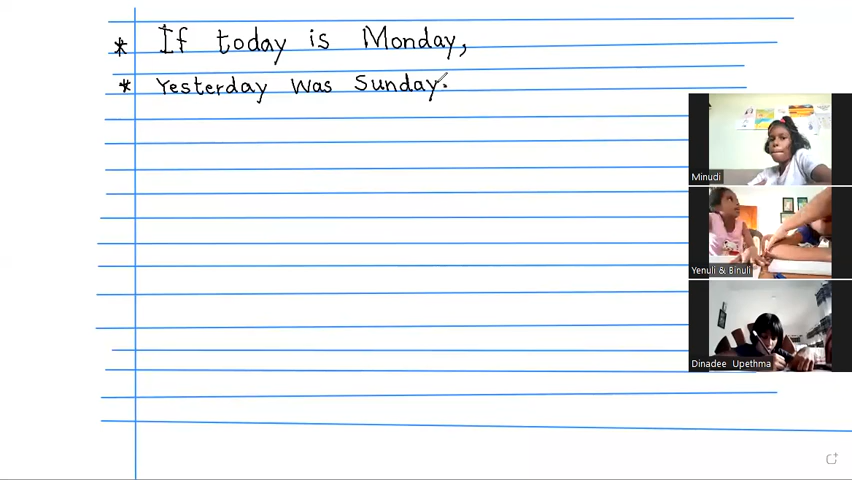 * If today is Monday,
* Yesterday was Sunday.
Minudi
Yenuli & Binuli
Dinadee Upethma